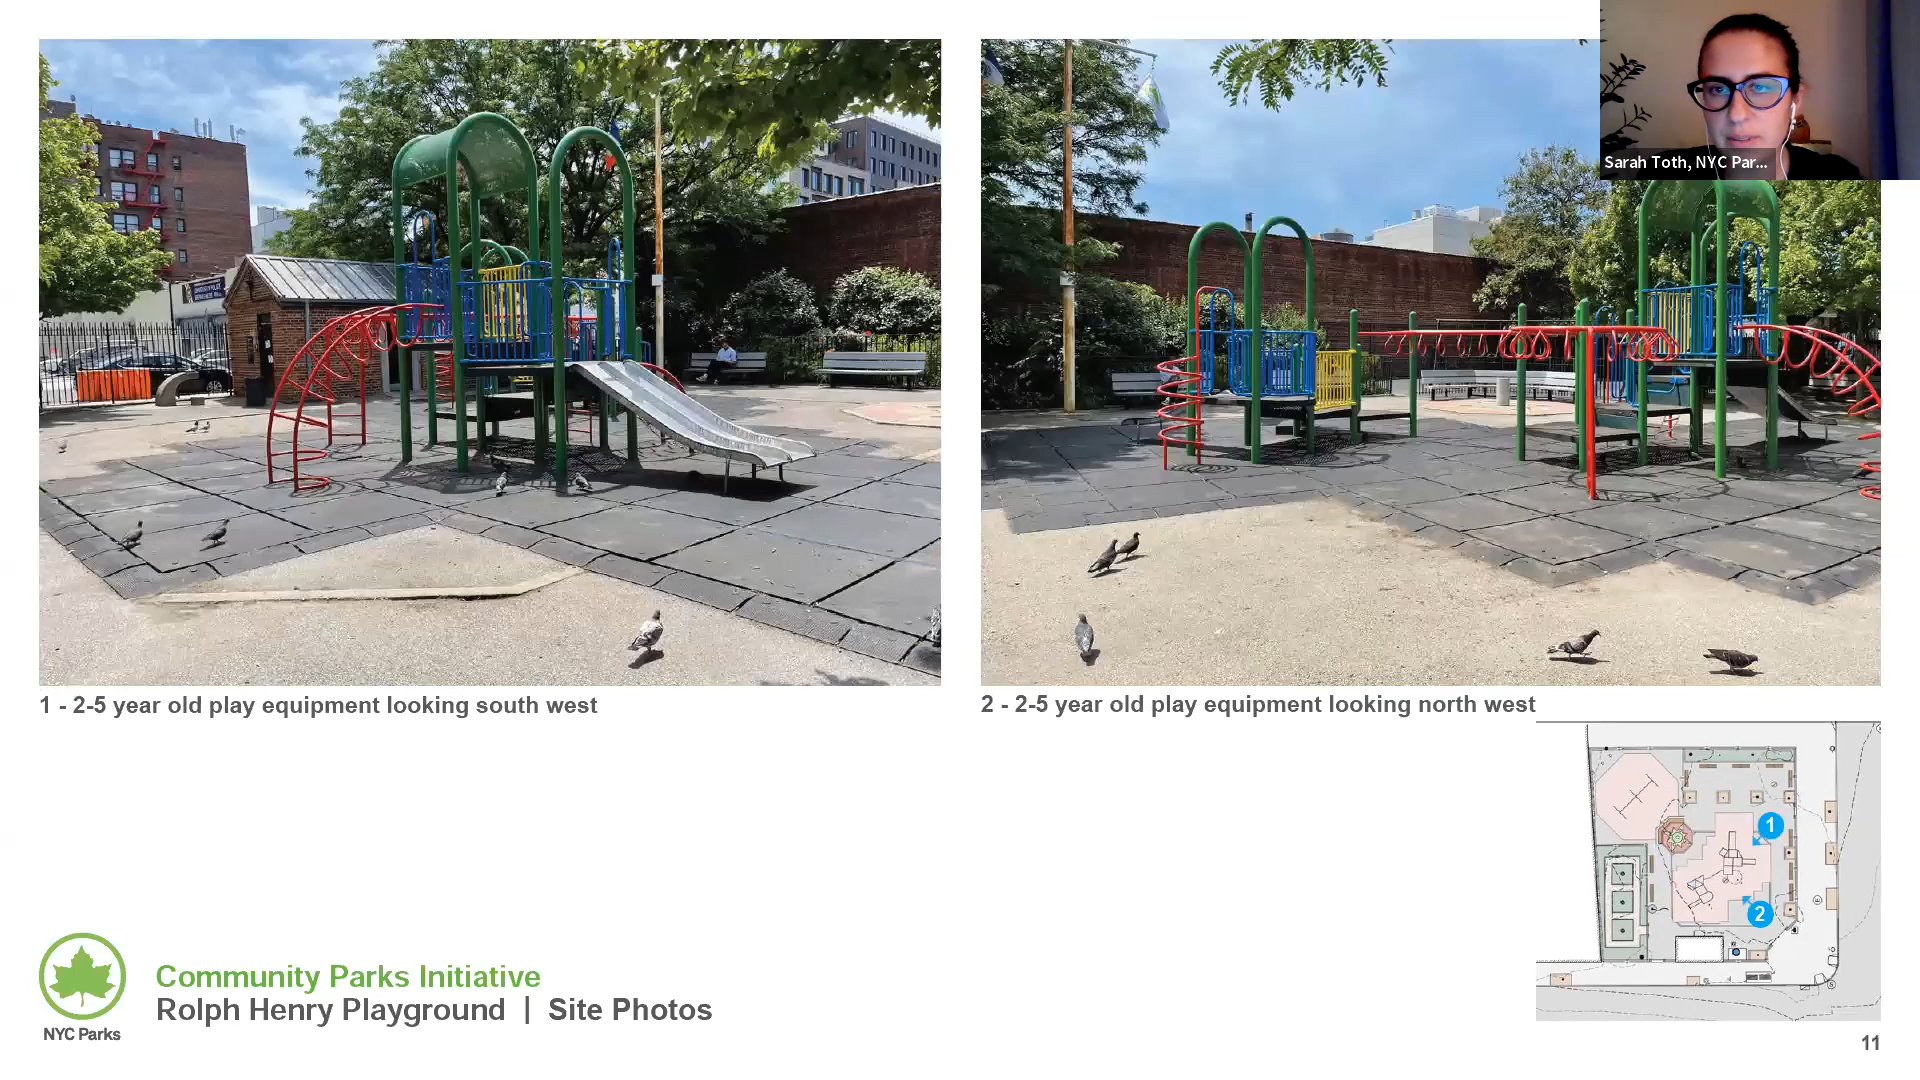 Sarah Toth, NYC Par...
1 - 2-5 year old play equipment looking south west
2 - 2-5 year old play equipment looking north west
1
2
Community Parks Initiative
Rolph Henry Playground | Site Photos
NYC Parks
11